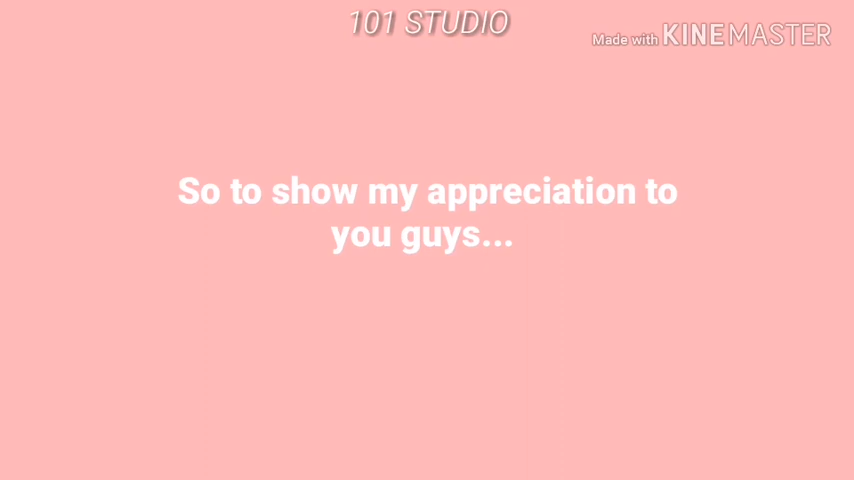 101 STUDIO
Made with KINEMASTER
So to show my appreciation to
you guys...